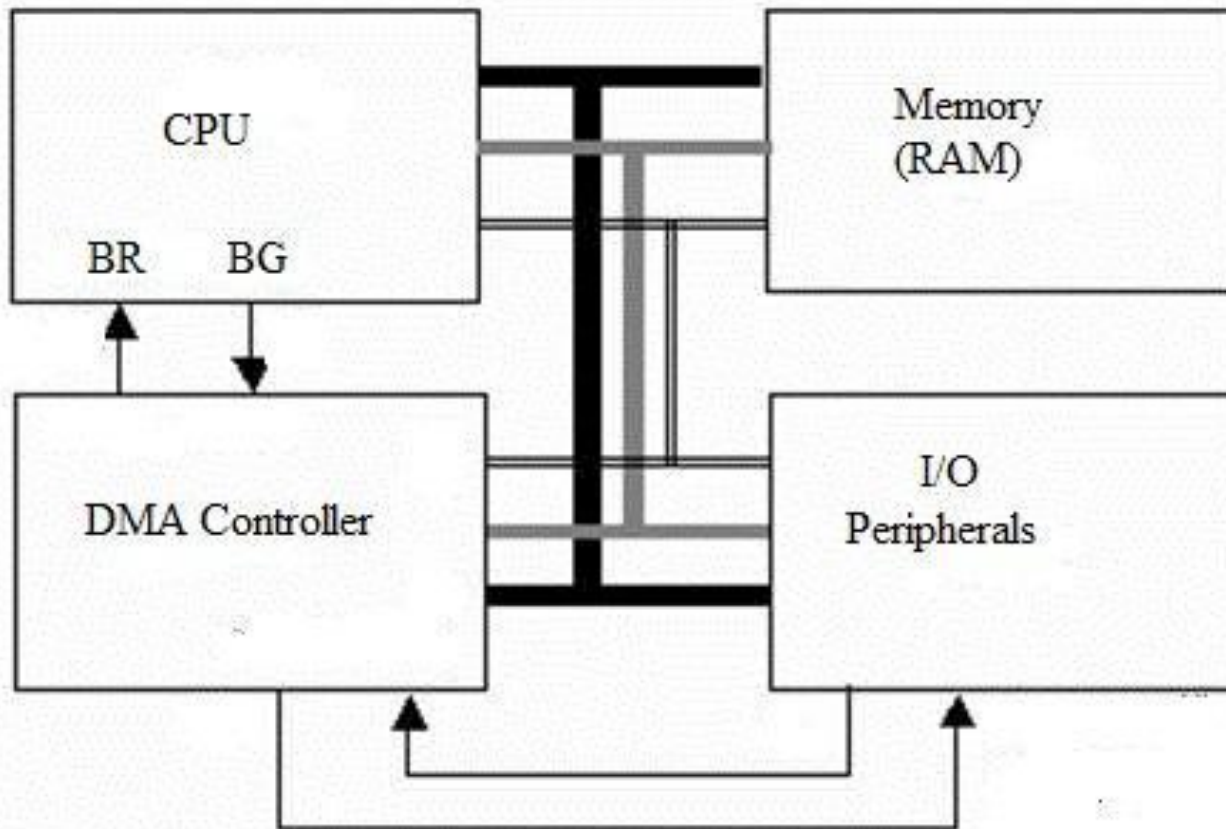 CPU
Memory
(RAM)
BR BG
DMA Controller
I/O
Peripherals